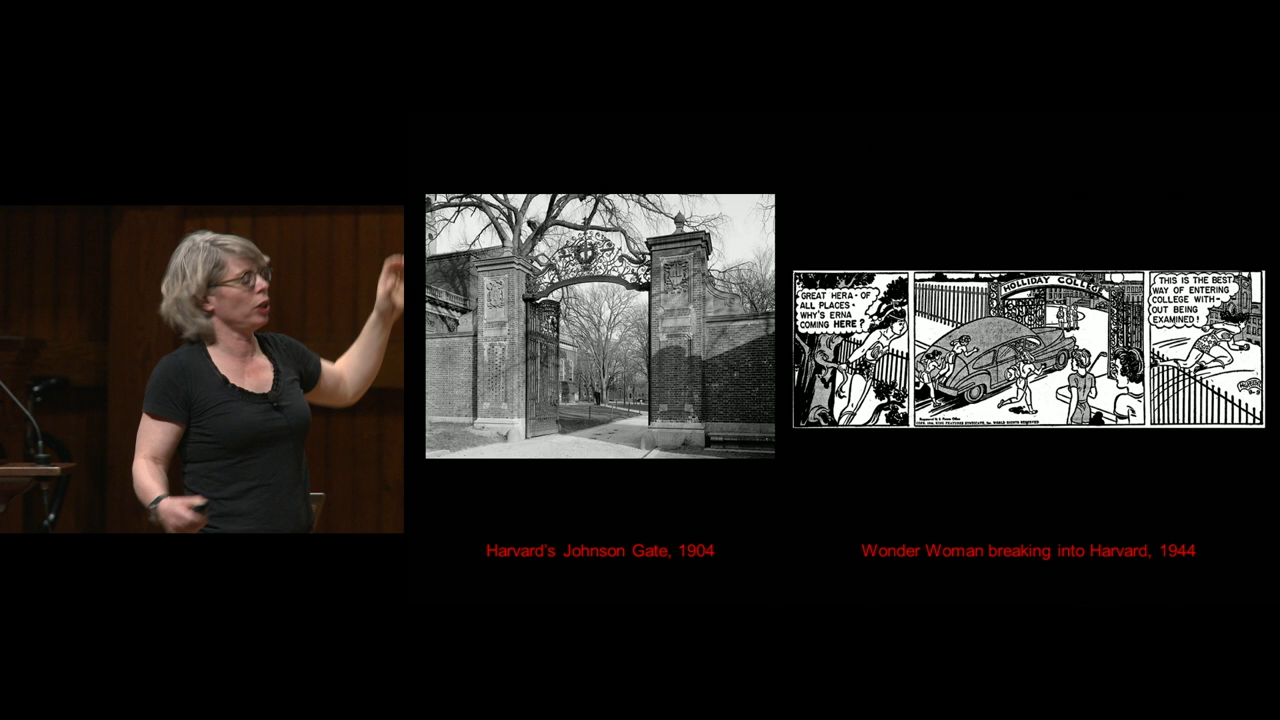 GREAT HERA - OF
ALL PLACES -
WHY'S ERNA
COMING HERE?
HOLLIDAY COLLEGE
THIS IS THE BEST
WAY OF ENTERING
COLLEGE WITH-
OUT BEING
EXAMINED!
Harvard's Johnson Gate, 1904
Wonder Woman breaking into Harvard, 1944